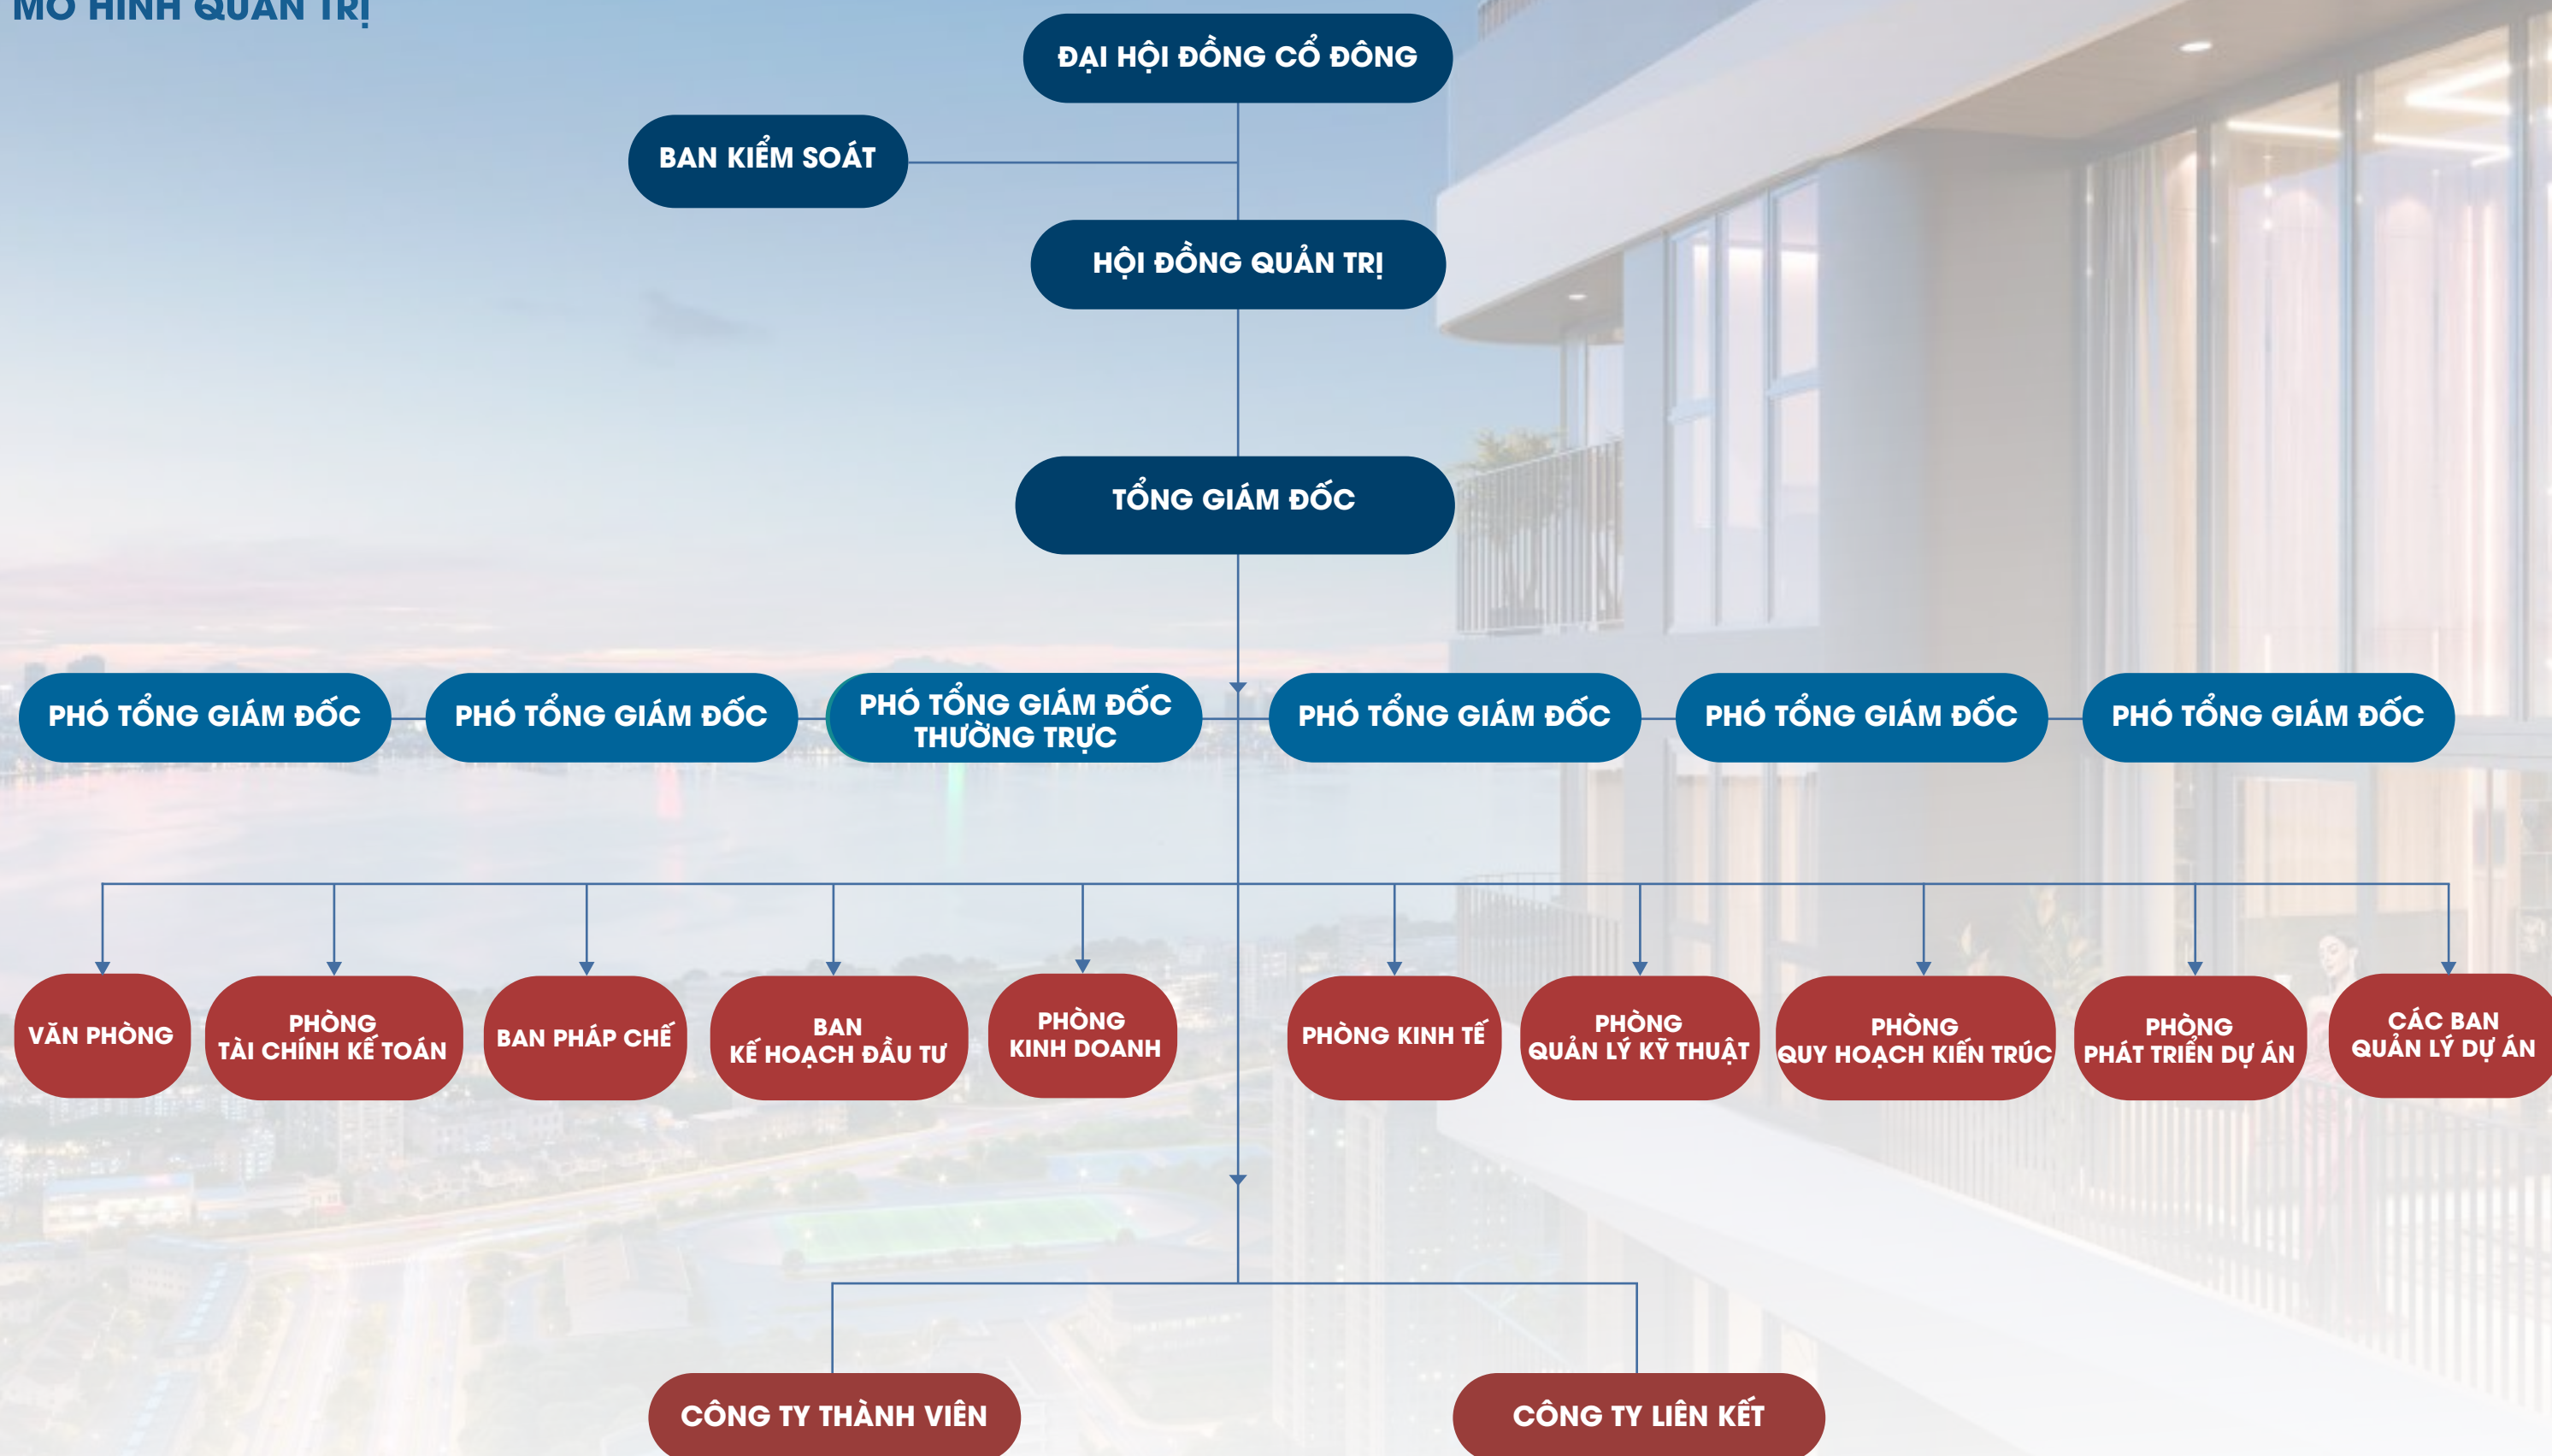 MÔ HÌNH QUẢN TRỊ
ĐẠI HỘI ĐỒNG CỔ ĐÔNG
BAN KIỂM SOÁT
HỘI ĐỒNG QUẢN TRỊ
TỔNG GIÁM ĐỐC
PHÓ TỔNG GIÁM ĐỐC
PHÓ TỔNG GIÁM ĐỐC
PHÓ TỔNG GIÁM ĐỐC
THƯỜNG TRỰC
PHÓ TỔNG GIÁM ĐỐC
PHÓ TỔNG GIÁM ĐỐC
PHÓ TỔNG GIÁM ĐỐC
VĂN PHÒNG
PHÒNG
TÀI CHÍNH KẾ TOÁN
BAN PHÁP CHẾ
BAN
KẾ HOẠCH ĐẦU TƯ
PHÒNG
KINH DOANH
PHÒNG KINH TẾ
PHÒNG
QUẢN LÝ KỸ THUẬT
PHÒNG
QUY HOẠCH KIẾN TRÚC
PHÒNG
PHÁT TRIỂN DỰ ÁN
CÁC BAN
QUẢN LÝ DỰ ÁN
CÔNG TY THÀNH VIÊN
CÔNG TY LIÊN KẾT